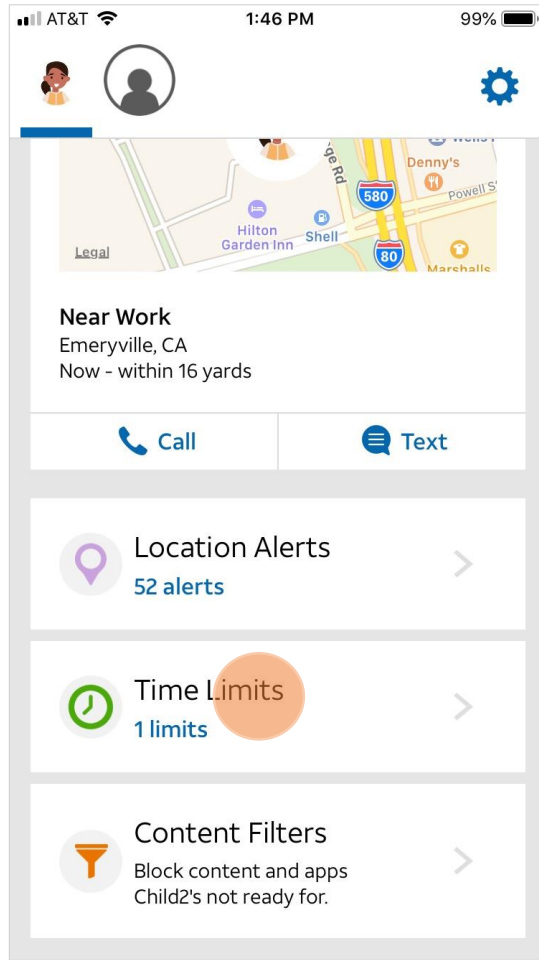 AT&T 1:46 PM 99%
Denny's
580
Powell S
Hilton
Garden Inn
Shell
Legal
80
Marshalls
Near Work
Emeryville, CA
Now - within 16 yards
Call
Text
Location Alerts
52 alerts
Time Limits
1 limits
Content Filters
Block content and apps
Child2's not ready for.